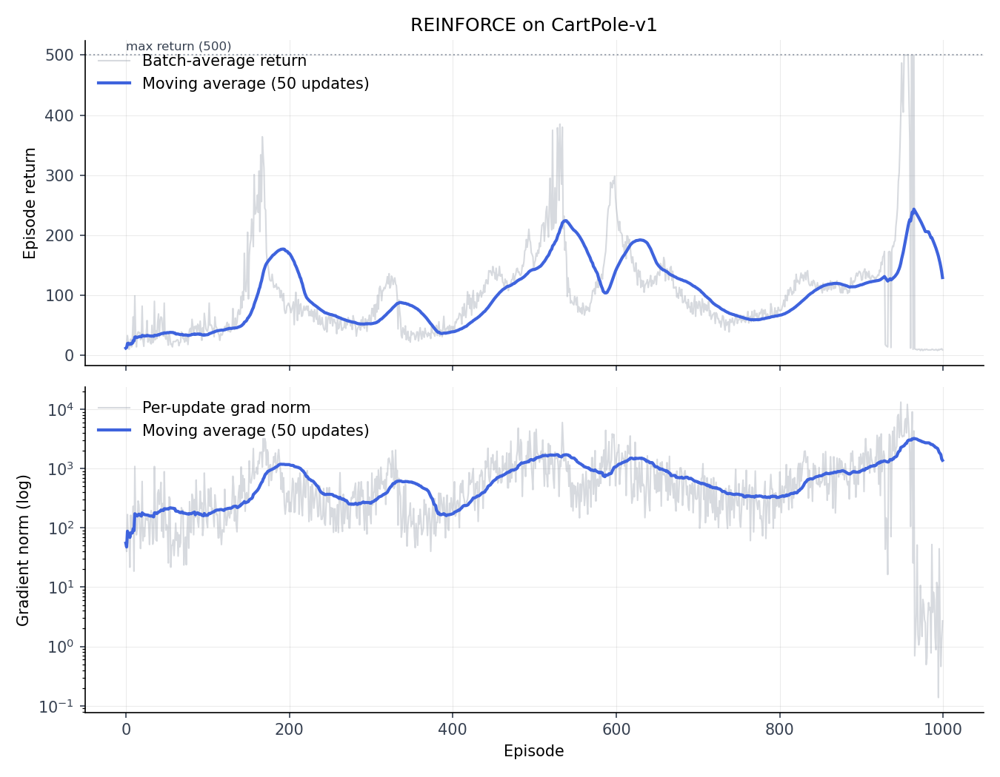 REINFORCE on CartPole-v1
max return (500)
Batch-average return
Moving average (50 updates)
Episode return
500
400
300
200
100
0
Per-update grad norm
Moving average (50 updates)
Gradient norm (log)
10⁴
10³
10²
10¹
10⁰
10⁻¹
0 200 400 600 800 1000
Episode